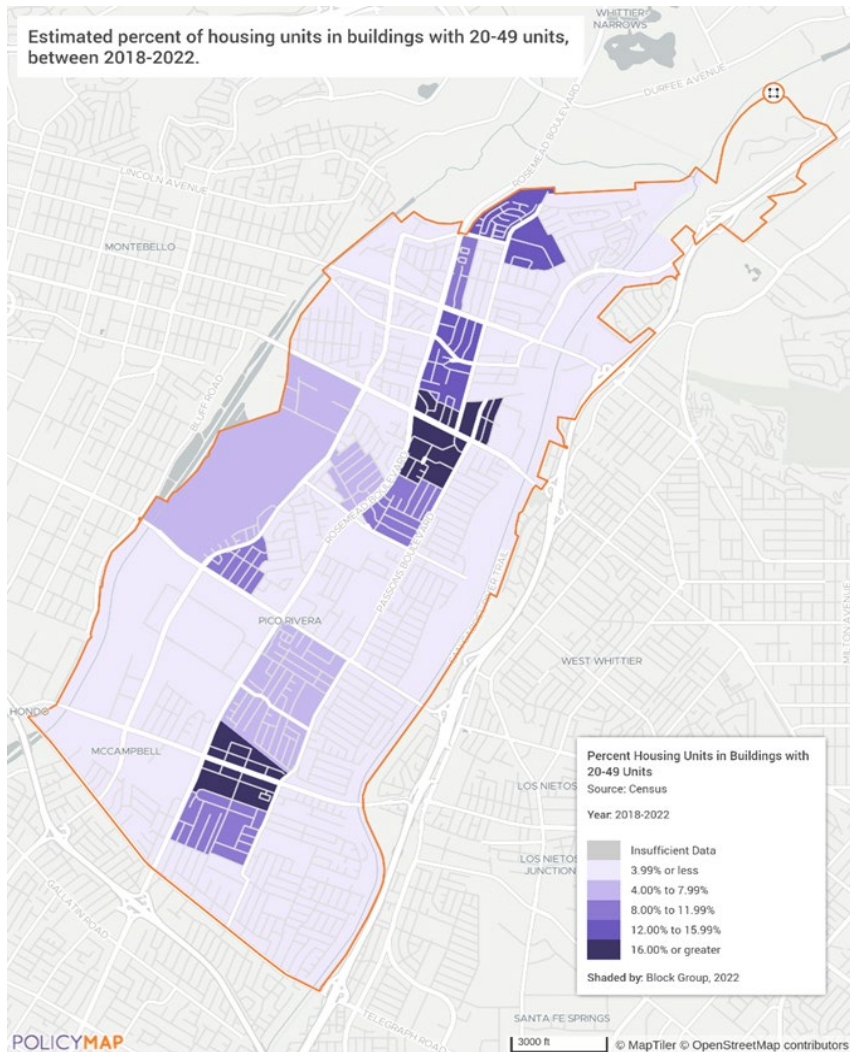 Estimated percent of housing units in buildings with 20-49 units,
between 2018-2022.
WHITTIER
NARROWS
DURFEE AVENUE
ROSEMEAD BOULEVARD
LINCOLN AVENUE
MONTEBELLO
BLUFF ROAD
ROSEMEAD BOULEVARD
PASSONS BOULEVARD
PICO RIVERA
WEST WHITTIER
MILTON AVENUE
HONDO
MCCAMPBELL
LOS NIETOS
LOS NIETOS
JUNCTION
GALLATIN ROAD
TELEGRAPH ROAD
SANTA FE SPRINGS
Percent Housing Units in Buildings with
20-49 Units
Source: Census
Year: 2018-2022
Insufficient Data
3.99% or less
4.00% to 7.99%
8.00% to 11.99%
12.00% to 15.99%
16.00% or greater
Shaded by: Block Group, 2022
POLICYMAP
3000 ft
© MapTiler © OpenStreetMap contributors